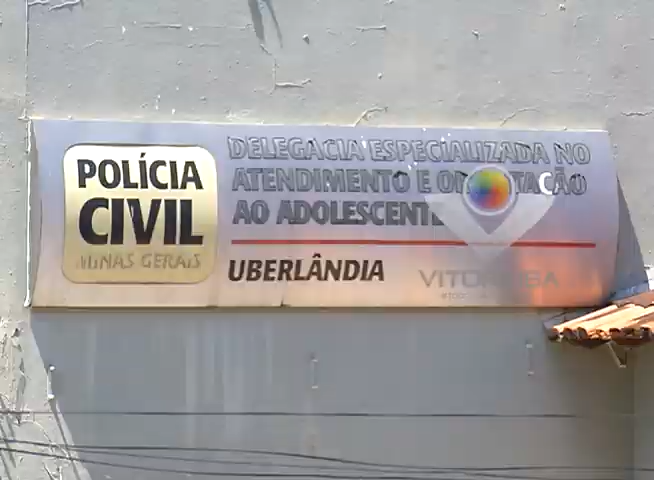 POLÍCIA
CIVIL
MINAS GERAIS
DELEGACIA ESPECIALIZADA NO
ATENDIMENTO E ORIENTAÇÃO
AO ADOLESCENTE
UBERLÂNDIA